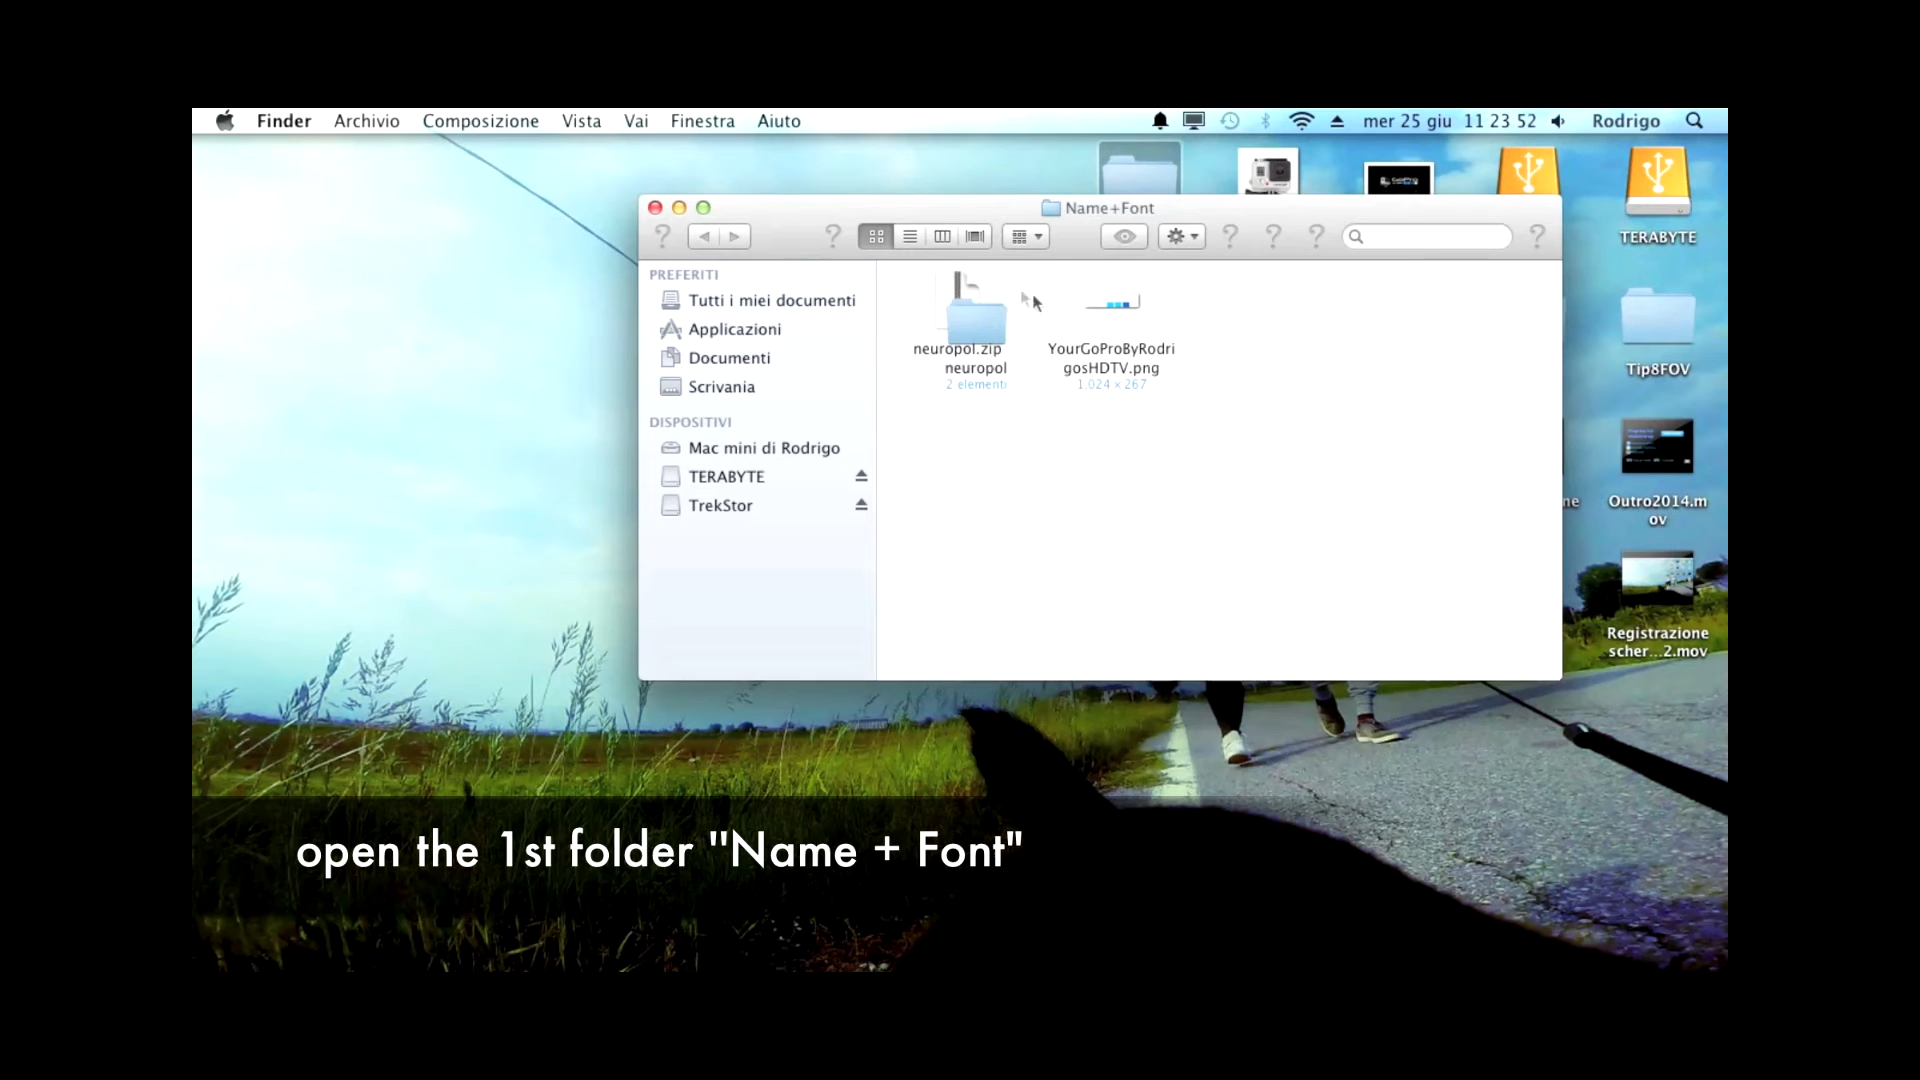 Finder Archivio Composizione Vista Vai Finestra Aiuto mer 25 giu 11 23 52 Rodrigo
Name+Font
? ? ? ? ? ?
PREFERITI
Tutti i miei documenti
Applicazioni
Documenti
Scrivania
DISPOSITIVI
Mac mini di Rodrigo
TERABYTE
TrekStor
neuropol.zip
neuropol
2 elementi
YourGoProByRodri
gosHDTV.png
1.024 × 267
GoPro
TERABYTE
Tip8FOV
ne
Outro2014.m
ov
Registrazione
scher...2.mov
open the 1st folder "Name + Font"